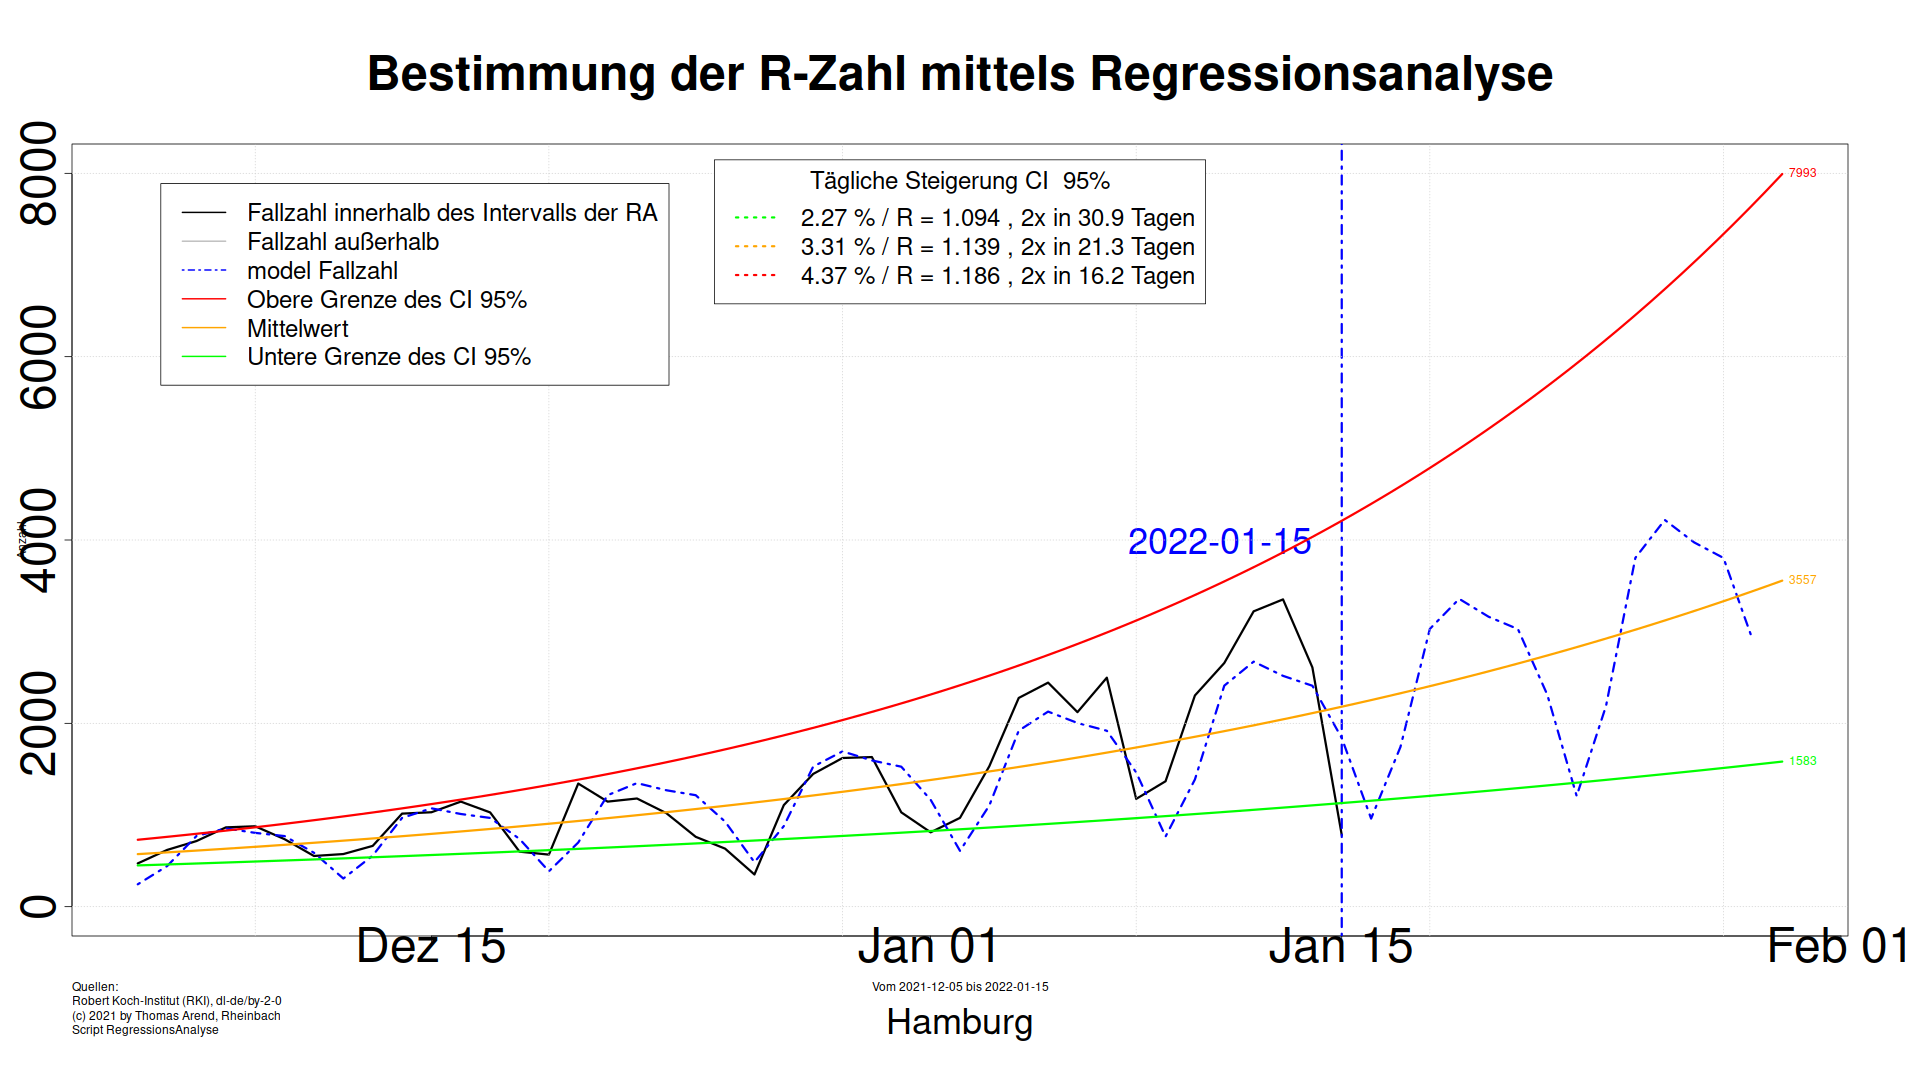 Bestimmung der R-Zahl mittels Regressionsanalyse
8000
6000
4000
2000
0
Anzahl
Fallzahl innerhalb des Intervalls der RA
Fallzahl außerhalb
model Fallzahl
Obere Grenze des CI 95%
Mittelwert
Untere Grenze des CI 95%
Tägliche Steigerung CI  95%
2.27 % / R = 1.094 , 2x in 30.9 Tagen
3.31 % / R = 1.139 , 2x in 21.3 Tagen
4.37 % / R = 1.186 , 2x in 16.2 Tagen
7993
2022-01-15
3557
1583
Dez 15
Jan 01
Jan 15
Feb 01
Quellen:
Robert Koch-Institut (RKI), dl-de/by-2-0
(c) 2021 by Thomas Arend, Rheinbach
Script RegressionsAnalyse
Vom 2021-12-05 bis 2022-01-15
Hamburg